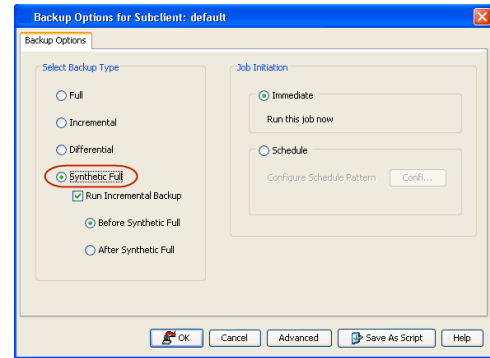 Backup Options for Subclient: default
Backup Options
Select Backup Type
Full
Incremental
Differential
Synthetic Full
Run Incremental Backup
Before Synthetic Full
After Synthetic Full
Job Initiation
Immediate
Run this job now
Schedule
Configure Schedule Pattern
Confi...
OK
Cancel
Advanced
Save As Script
Help